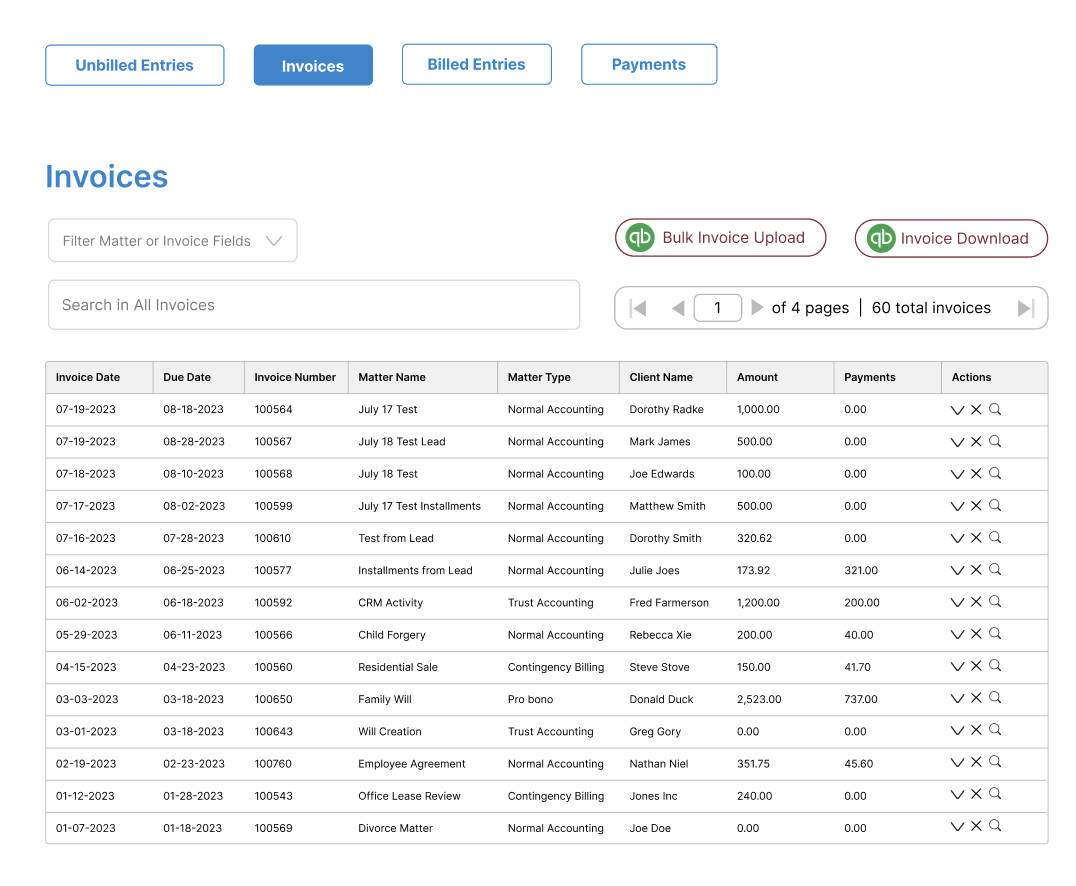 Unbilled Entries Invoices Billed Entries Payments
Invoices
Filter Matter or Invoice Fields
qb Bulk Invoice Upload qb Invoice Download
Search in All Invoices
1 of 4 pages | 60 total invoices
Invoice Date Due Date Invoice Number Matter Name Matter Type Client Name Amount Payments Actions
07-19-2023 08-18-2023 100564 July 17 Test Normal Accounting Dorothy Radke 1,000.00 0.00
07-19-2023 08-28-2023 100567 July 18 Test Lead Normal Accounting Mark James 500.00 0.00
07-18-2023 08-10-2023 100568 July 18 Test Normal Accounting Joe Edwards 100.00 0.00
07-17-2023 08-02-2023 100599 July 17 Test Installments Normal Accounting Matthew Smith 500.00 0.00
07-16-2023 07-28-2023 100610 Test from Lead Normal Accounting Dorothy Smith 320.62 0.00
06-14-2023 06-25-2023 100577 Installments from Lead Normal Accounting Julie Joes 173.92 321.00
06-02-2023 06-18-2023 100592 CRM Activity Trust Accounting Fred Farmerson 1,200.00 200.00
05-29-2023 06-11-2023 100566 Child Forgery Normal Accounting Rebecca Xie 200.00 40.00
04-15-2023 04-23-2023 100560 Residential Sale Contingency Billing Steve Stove 150.00 41.70
03-03-2023 03-18-2023 100650 Family Will Pro bono Donald Duck 2,523.00 737.00
03-01-2023 03-18-2023 100643 Will Creation Trust Accounting Greg Gory 0.00 0.00
02-19-2023 02-23-2023 100760 Employee Agreement Normal Accounting Nathan Niel 351.75 45.60
01-12-2023 01-28-2023 100543 Office Lease Review Contingency Billing Jones Inc 240.00 0.00
01-07-2023 01-18-2023 100569 Divorce Matter Normal Accounting Joe Doe 0.00 0.00